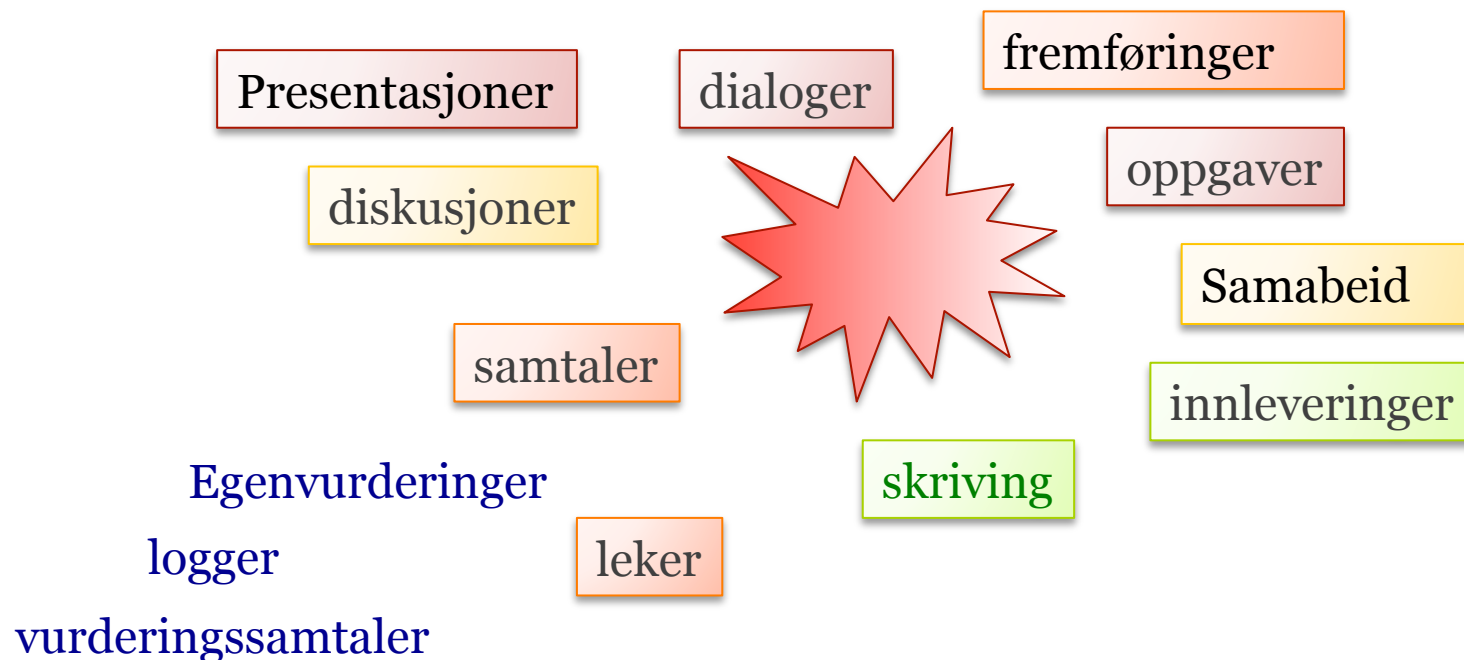 fremføringer
Presentasjoner
dialoger
oppgaver
diskusjoner
Samabeid
samtaler
innleveringer
Egenvurderinger
skriving
logger
leker
vurderingssamtaler